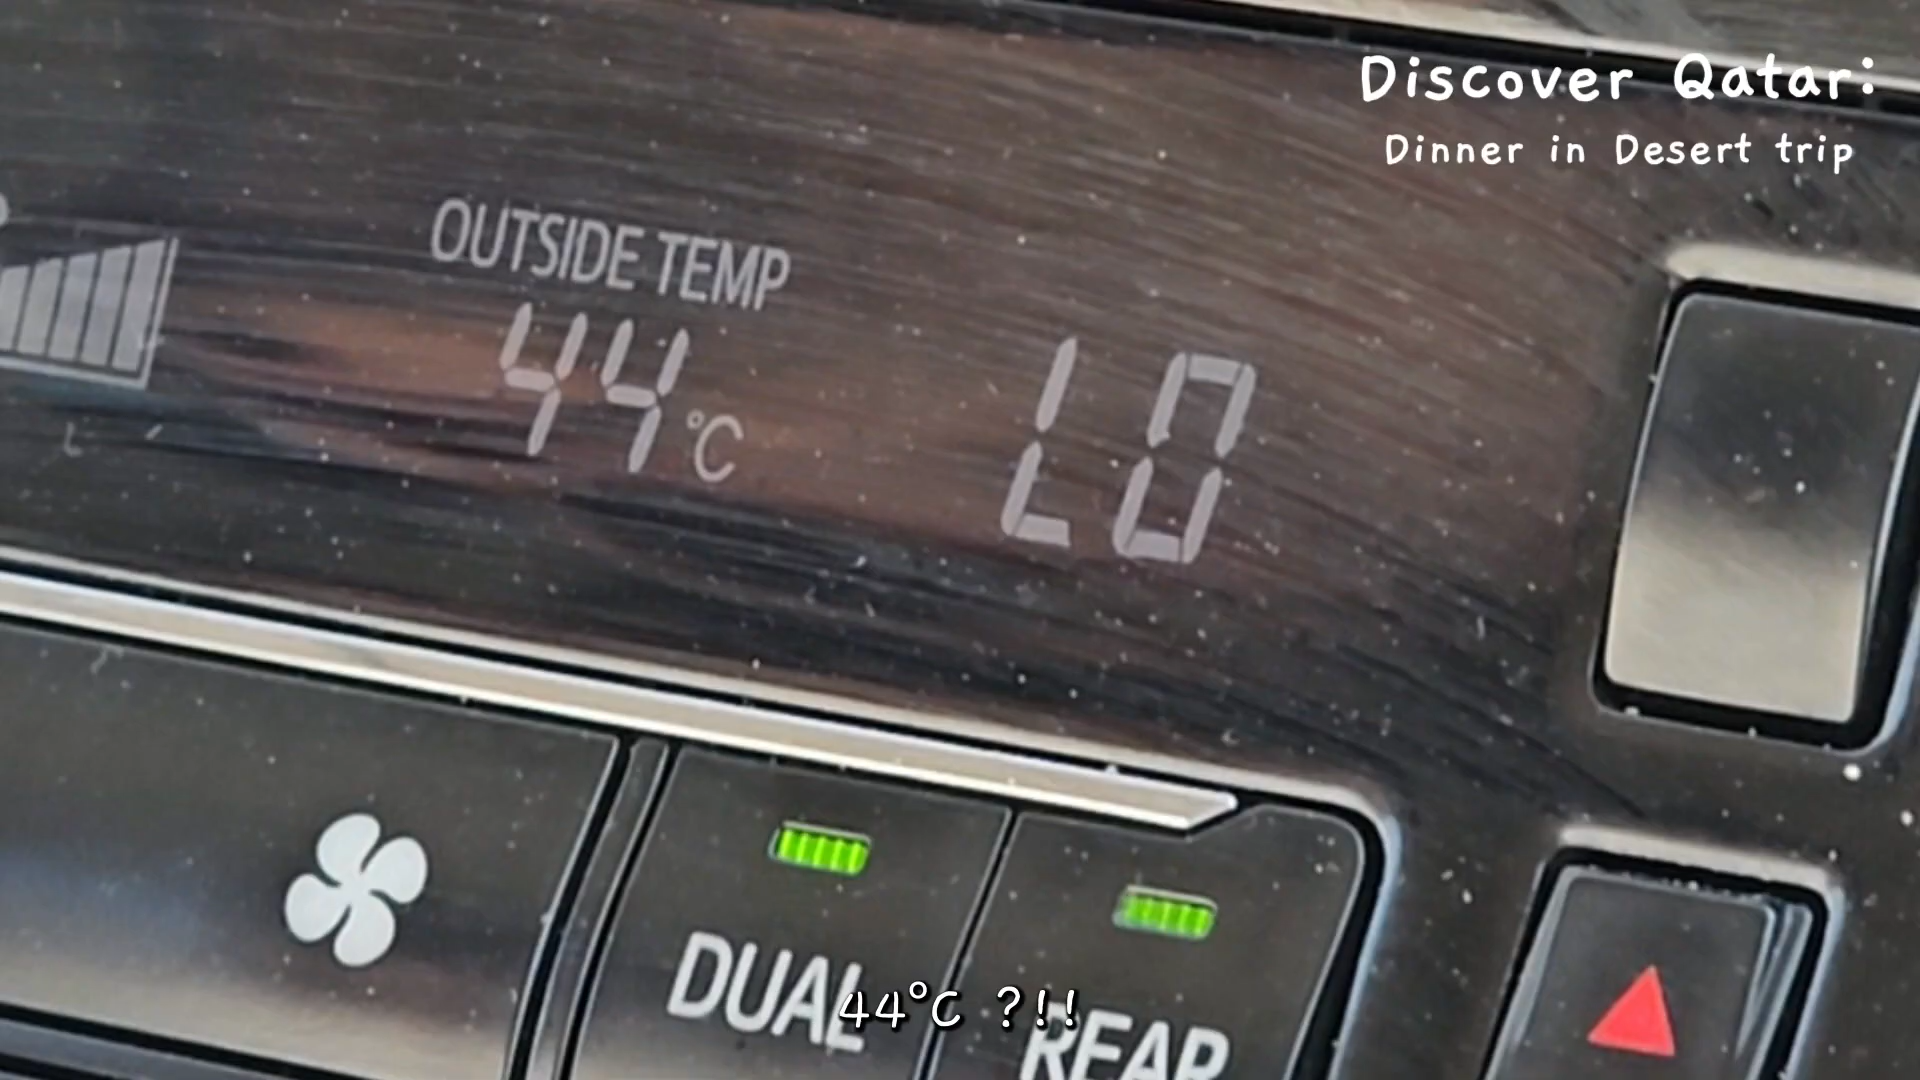 Discover Qatar:
Dinner in Desert trip
OUTSIDE TEMP
44°C
LO
DUAL
REAR
44°C ?!!